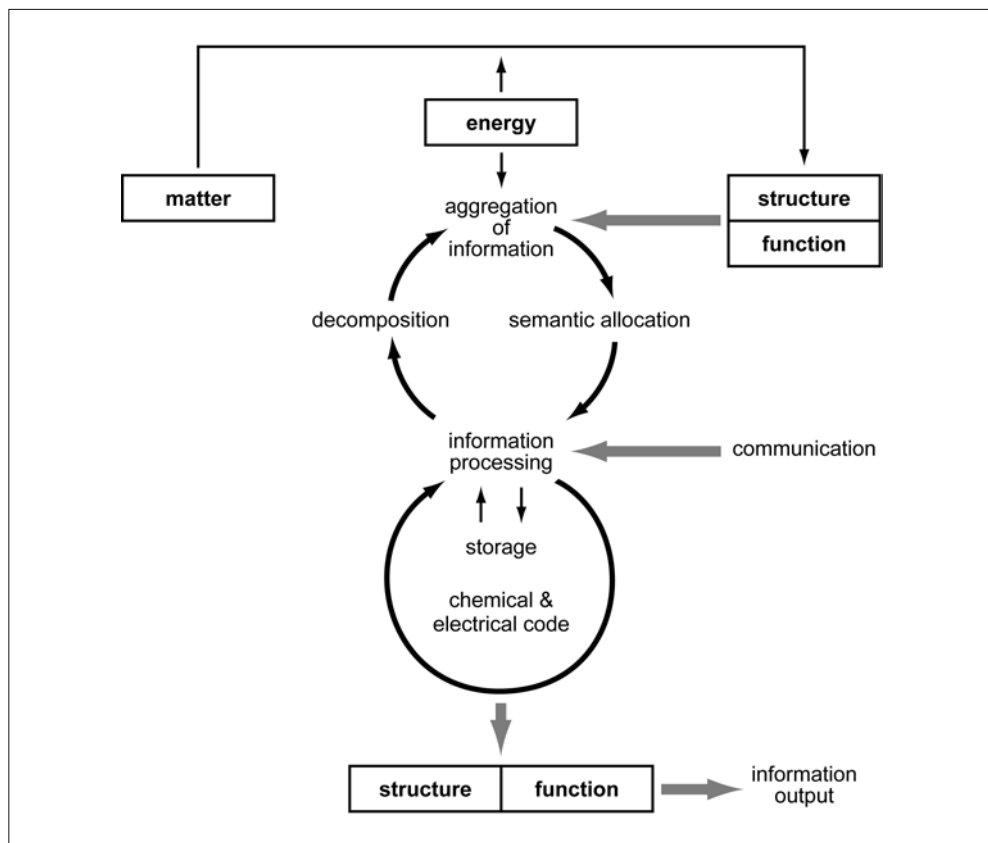 energy
matter
structure
function
aggregation
of
information
decomposition
semantic allocation
information
processing
communication
storage
chemical &
electrical code
structure
function
information
output